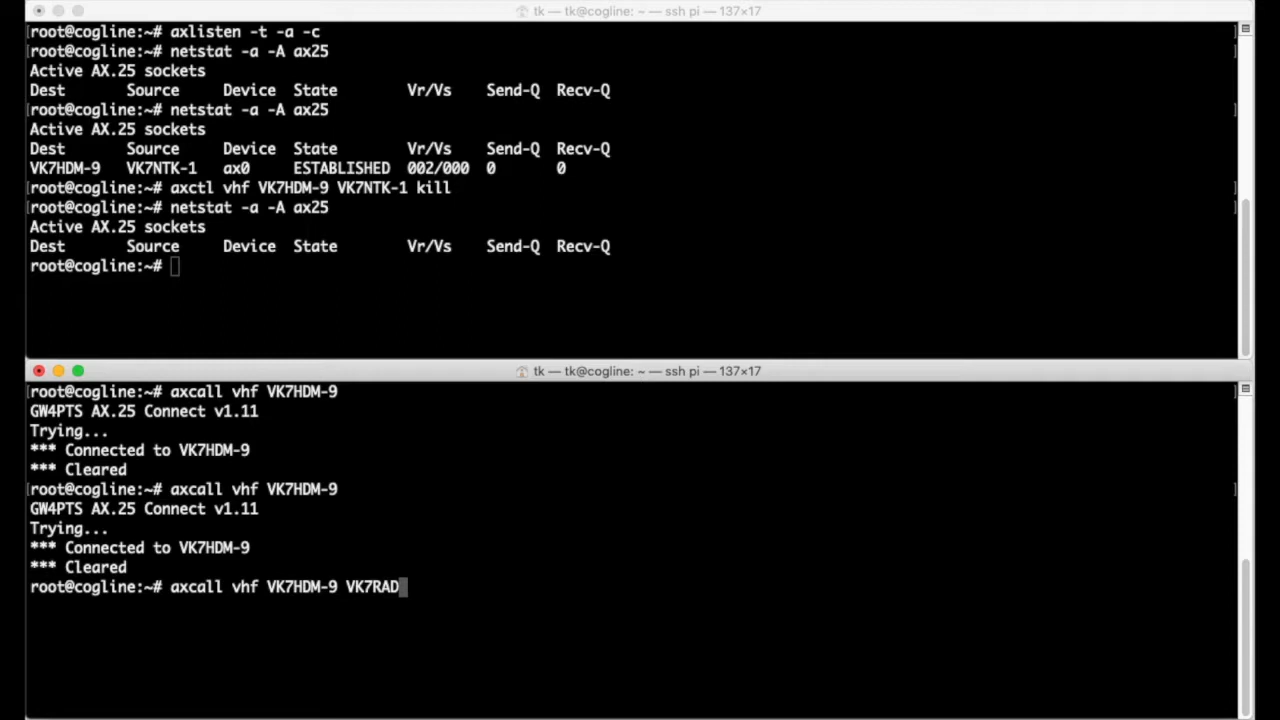 tk — tk@cogline: ~ — ssh pi — 137×17
[root@cogline:~# axlisten -t -a -c ]
[root@cogline:~# netstat -a -A ax25 ]
Active AX.25 sockets
Dest Source Device State Vr/Vs Send-Q Recv-Q
[root@cogline:~# netstat -a -A ax25 ]
Active AX.25 sockets
Dest Source Device State Vr/Vs Send-Q Recv-Q
VK7HDM-9 VK7NTK-1 ax0 ESTABLISHED 002/000 0 0
[root@cogline:~# axctl vhf VK7HDM-9 VK7NTK-1 kill ]
[root@cogline:~# netstat -a -A ax25 ]
Active AX.25 sockets
Dest Source Device State Vr/Vs Send-Q Recv-Q
root@cogline:~#
tk — tk@cogline: ~ — ssh pi — 137×17
[root@cogline:~# axcall vhf VK7HDM-9 ]
GW4PTS AX.25 Connect v1.11
Trying...
*** Connected to VK7HDM-9
*** Cleared
[root@cogline:~# axcall vhf VK7HDM-9 ]
GW4PTS AX.25 Connect v1.11
Trying...
*** Connected to VK7HDM-9
*** Cleared
root@cogline:~# axcall vhf VK7HDM-9 VK7RAD